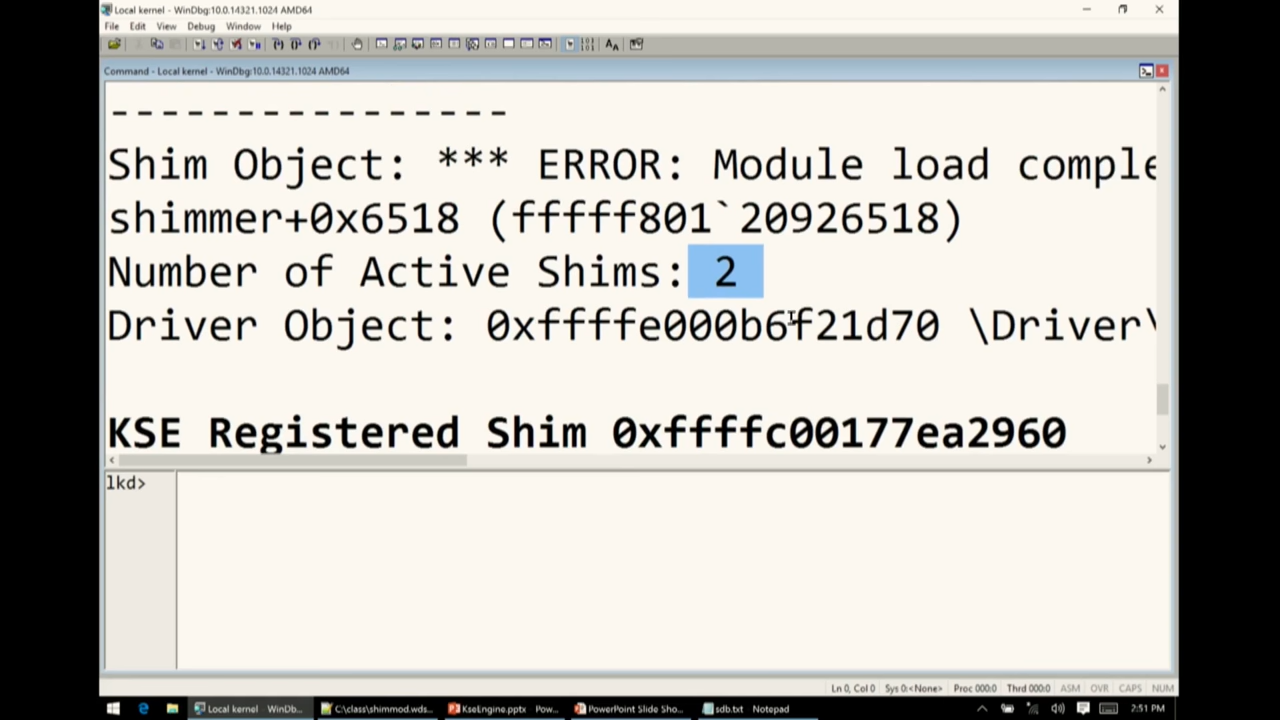 Local kernel - WinDbg:10.0.14321.1024 AMD64
File Edit View Debug Window Help
Command - Local kernel - WinDbg:10.0.14321.1024 AMD64
----------------
Shim Object: *** ERROR: Module load comple
shimmer+0x6518 (fffff801`20926518)
Number of Active Shims: 2
Driver Object: 0xffffe000b6f21d70 \Driver\
KSE Registered Shim 0xffffc00177ea2960
lkd>
Ln 0, Col 0 Sys 0:<None> Proc 000:0 Thrd 000:0 ASM OVR CAPS NUM
Local kernel WinDb... C:\class\shimmod.wds... KseEngine.pptx Pow... PowerPoint Slide Sho... sdb.txt Notepad 2:51 PM